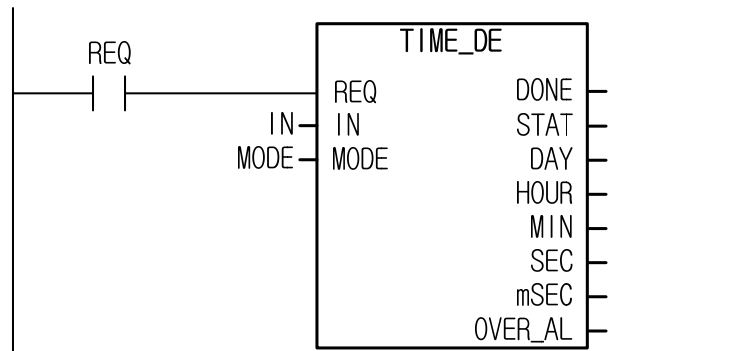 TIME_DE
REQ
REQ DONE
IN IN STAT
MODE MODE DAY
HOUR
MIN
SEC
mSEC
OVER_AL